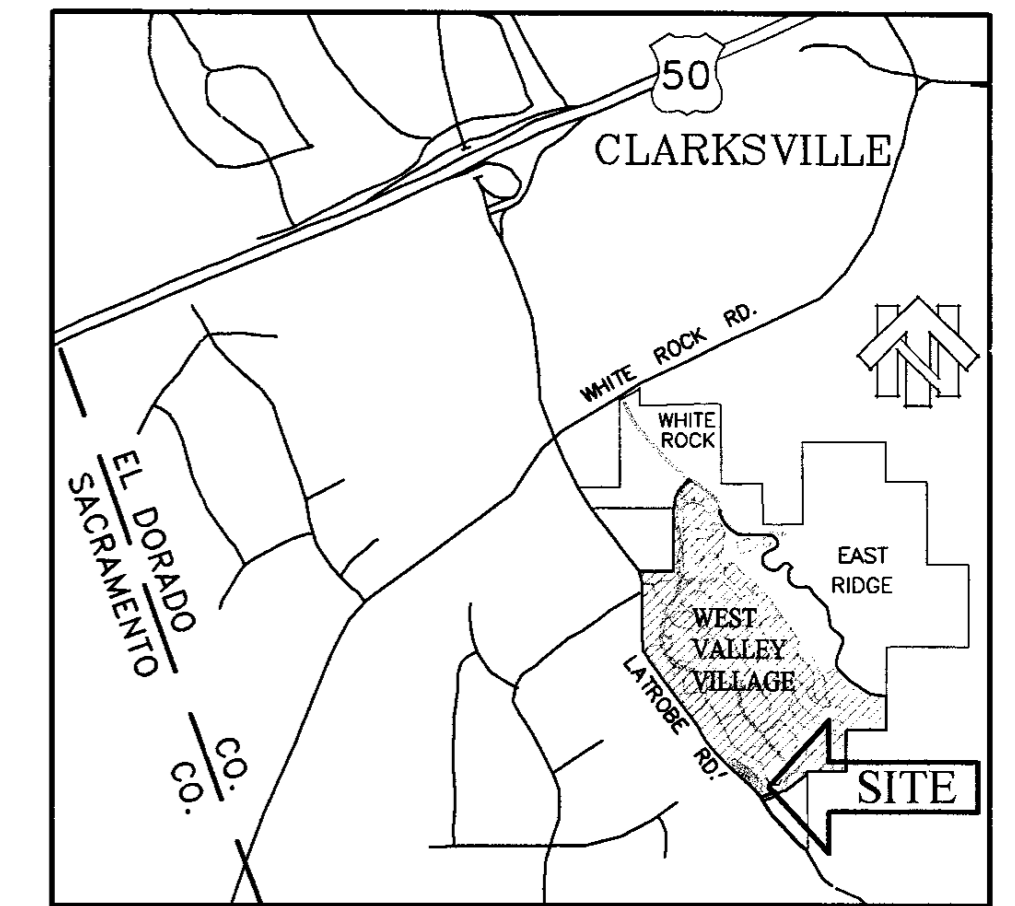 50
CLARKSVILLE
WHITE ROCK RD.
WHITE
ROCK
EAST
RIDGE
EL DORADO CO.
SACRAMENTO CO.
WEST
VALLEY
VILLAGE
LATROBE RD.
SITE
N